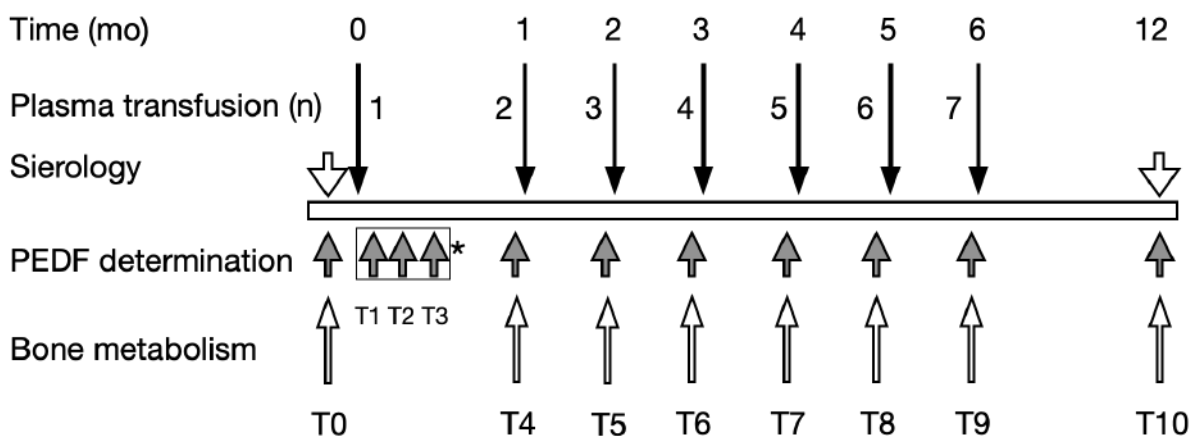 Time (mo) 0 1 2 3 4 5 6 12
Plasma transfusion (n) 1 2 3 4 5 6 7
Sierology
PEDF determination *
T1 T2 T3
Bone metabolism
T0 T4 T5 T6 T7 T8 T9 T10